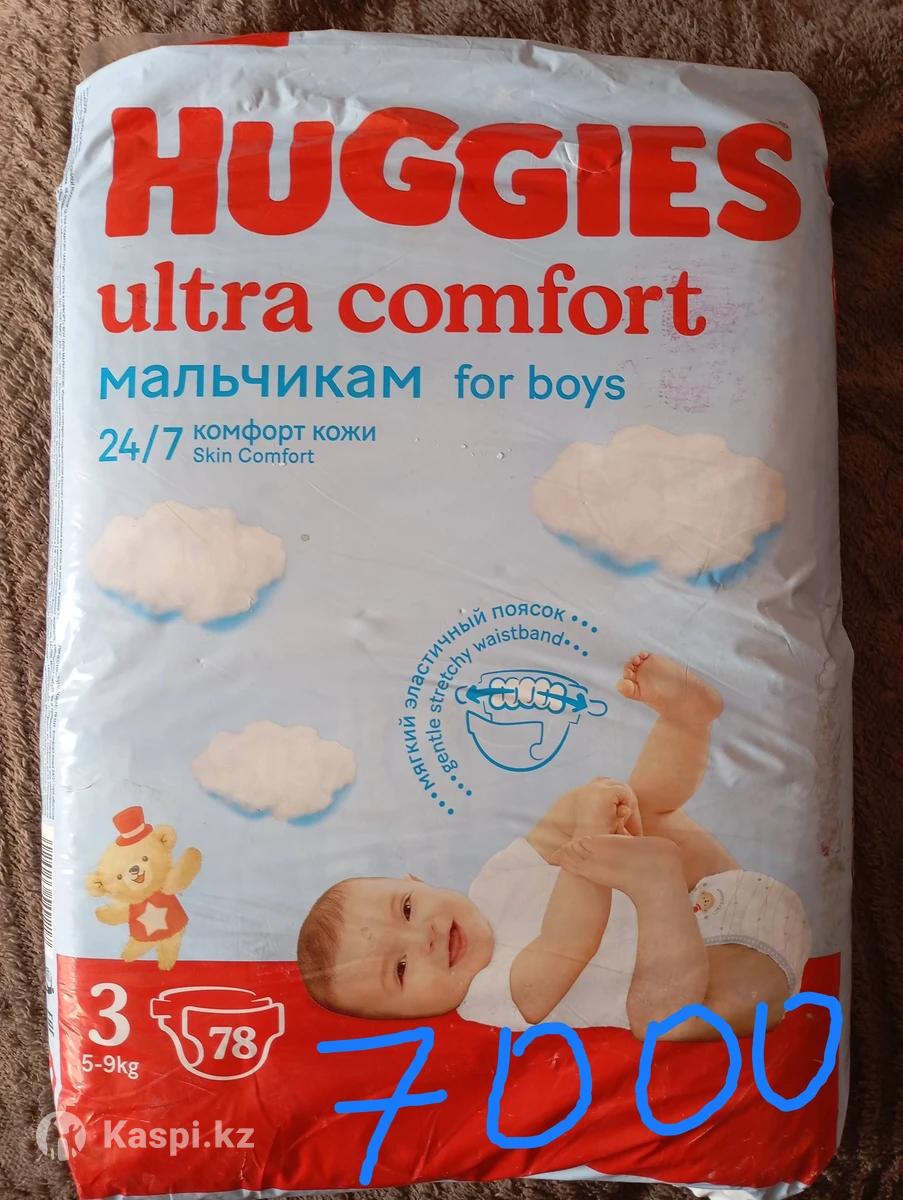 HUGGIES
ultra comfort
мальчикам for boys
24/7 комфорт кожи
Skin Comfort
мягкий эластичный поясок
gentle stretchy waistband
3
5-9kg
78
7000
Kaspi.kz